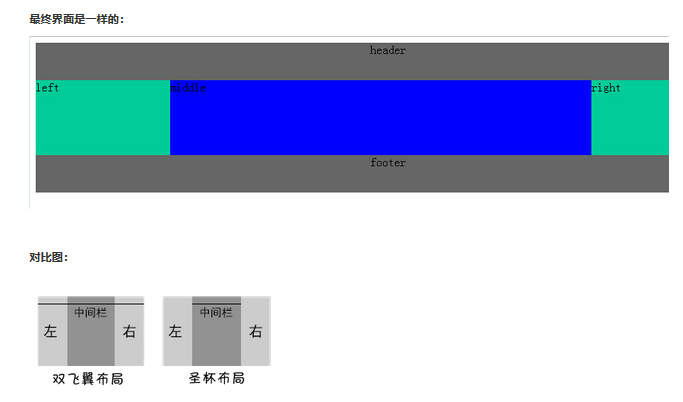 最终界面是一样的：
header
left middle right
footer
对比图：
中间栏 中间栏
左 右 左 右
双飞翼布局 圣杯布局